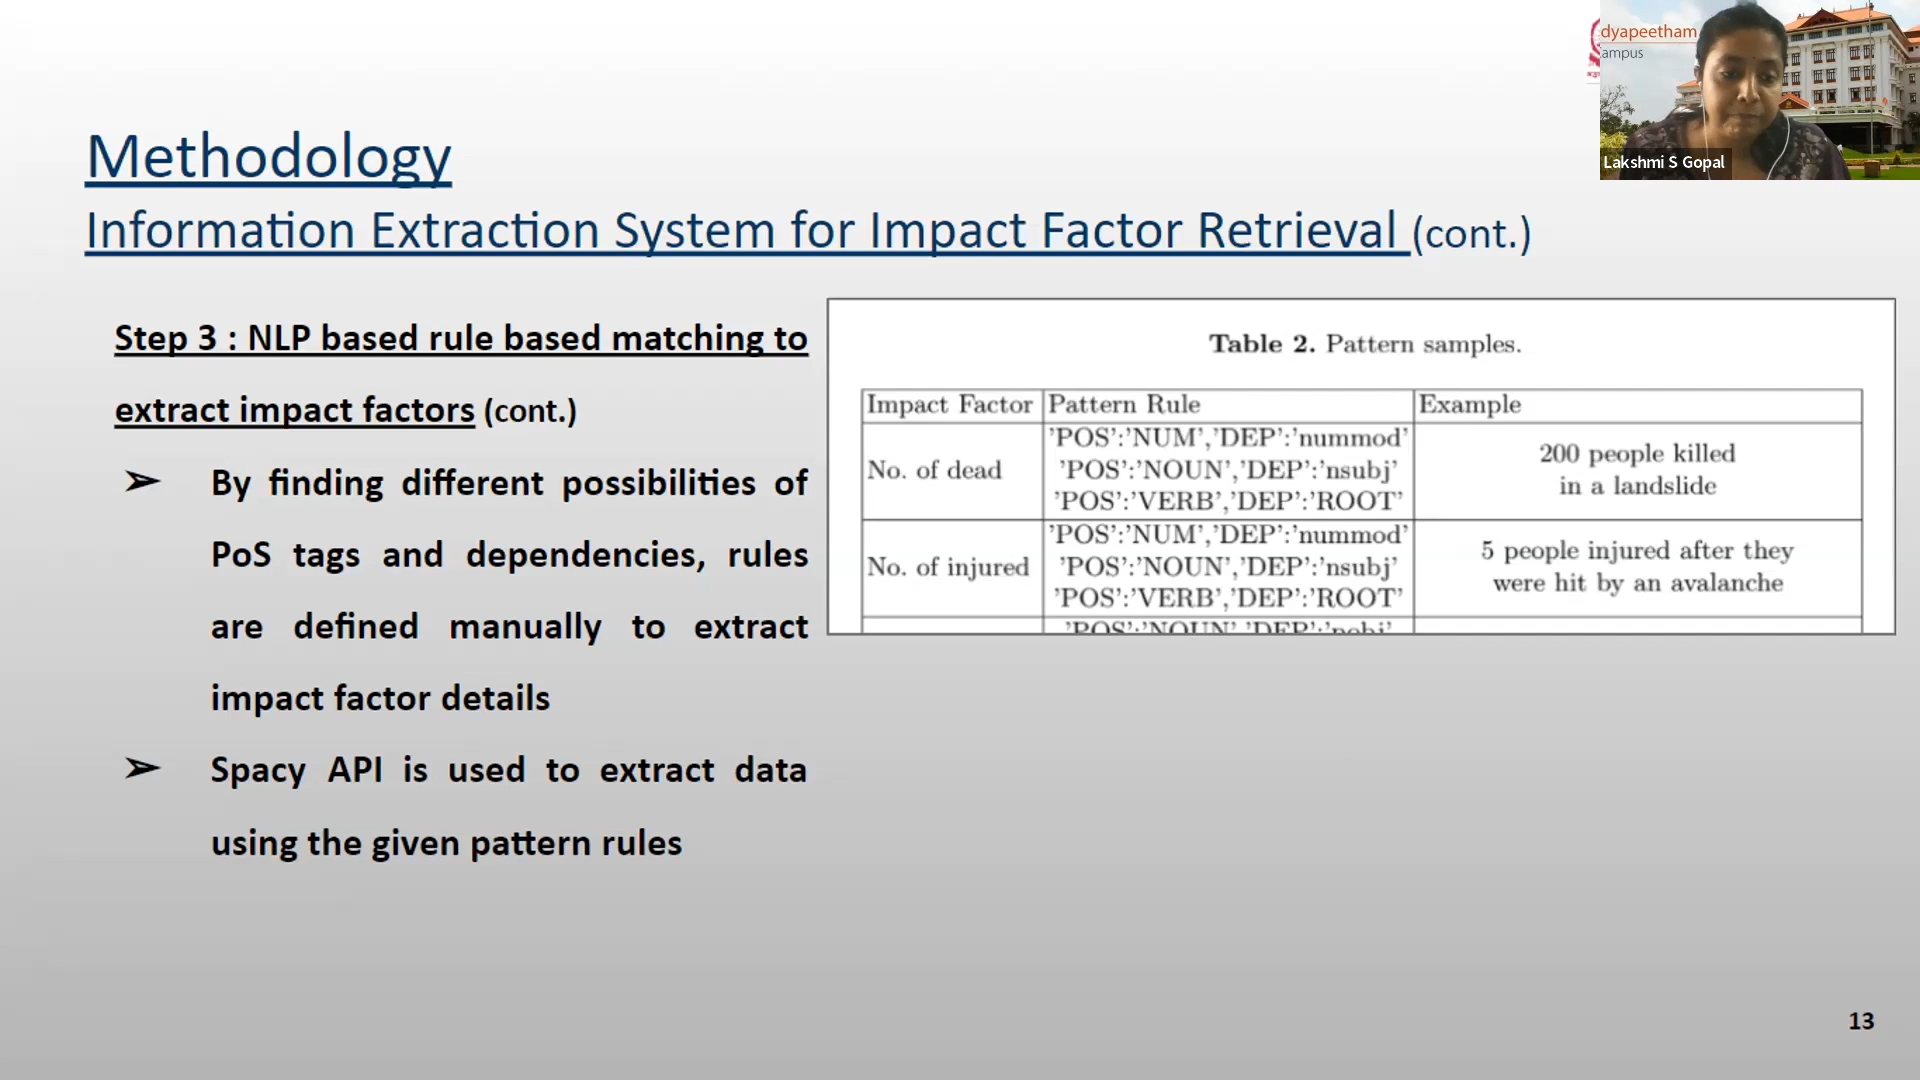 dyapeetham
ampus
Lakshmi S Gopal
Methodology
Information Extraction System for Impact Factor Retrieval (cont.)
Step 3 : NLP based rule based matching to
extract impact factors (cont.)
➢ By finding different possibilities of
PoS tags and dependencies, rules
are defined manually to extract
impact factor details
➢ Spacy API is used to extract data
using the given pattern rules
Table 2. Pattern samples.
Impact Factor Pattern Rule Example
No. of dead
’POS’:’NUM’,’DEP’:’nummod’
’POS’:’NOUN’,’DEP’:’nsubj’
’POS’:’VERB’,’DEP’:’ROOT’
200 people killed
in a landslide
No. of injured
’POS’:’NUM’,’DEP’:’nummod’
’POS’:’NOUN’,’DEP’:’nsubj’
’POS’:’VERB’,’DEP’:’ROOT’
5 people injured after they
were hit by an avalanche
’POS’:’NOUN’,’DEP’:’pobj’
13